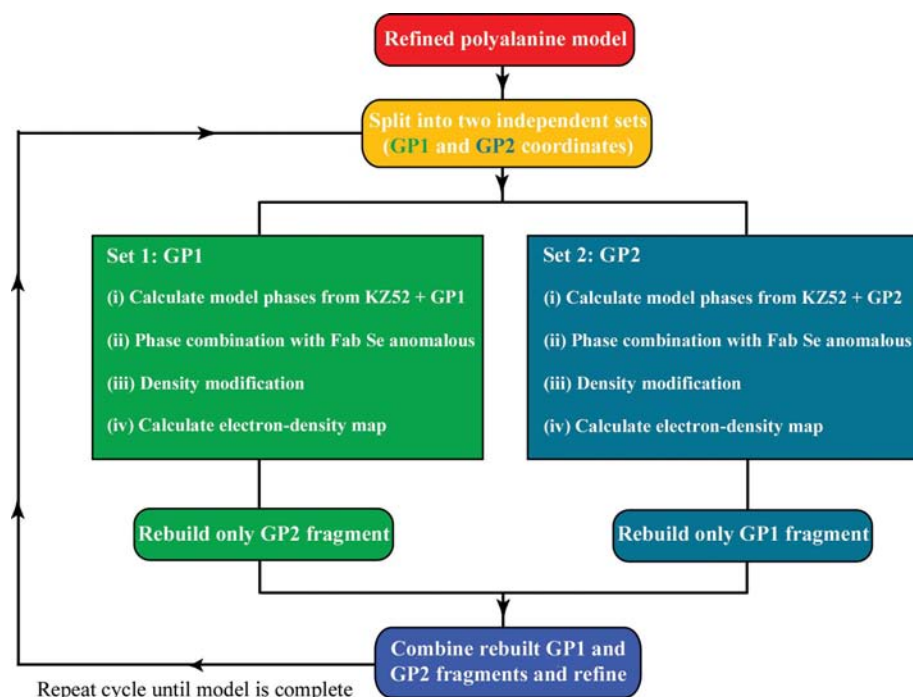 Refined polyalanine model
Split into two independent sets
(GP1 and GP2 coordinates)
Set 1: GP1
(i) Calculate model phases from KZ52 + GP1
(ii) Phase combination with Fab Se anomalous
(iii) Density modification
(iv) Calculate electron-density map
Set 2: GP2
(i) Calculate model phases from KZ52 + GP2
(ii) Phase combination with Fab Se anomalous
(iii) Density modification
(iv) Calculate electron-density map
Rebuild only GP2 fragment
Rebuild only GP1 fragment
Combine rebuilt GP1 and
GP2 fragments and refine
Repeat cycle until model is complete